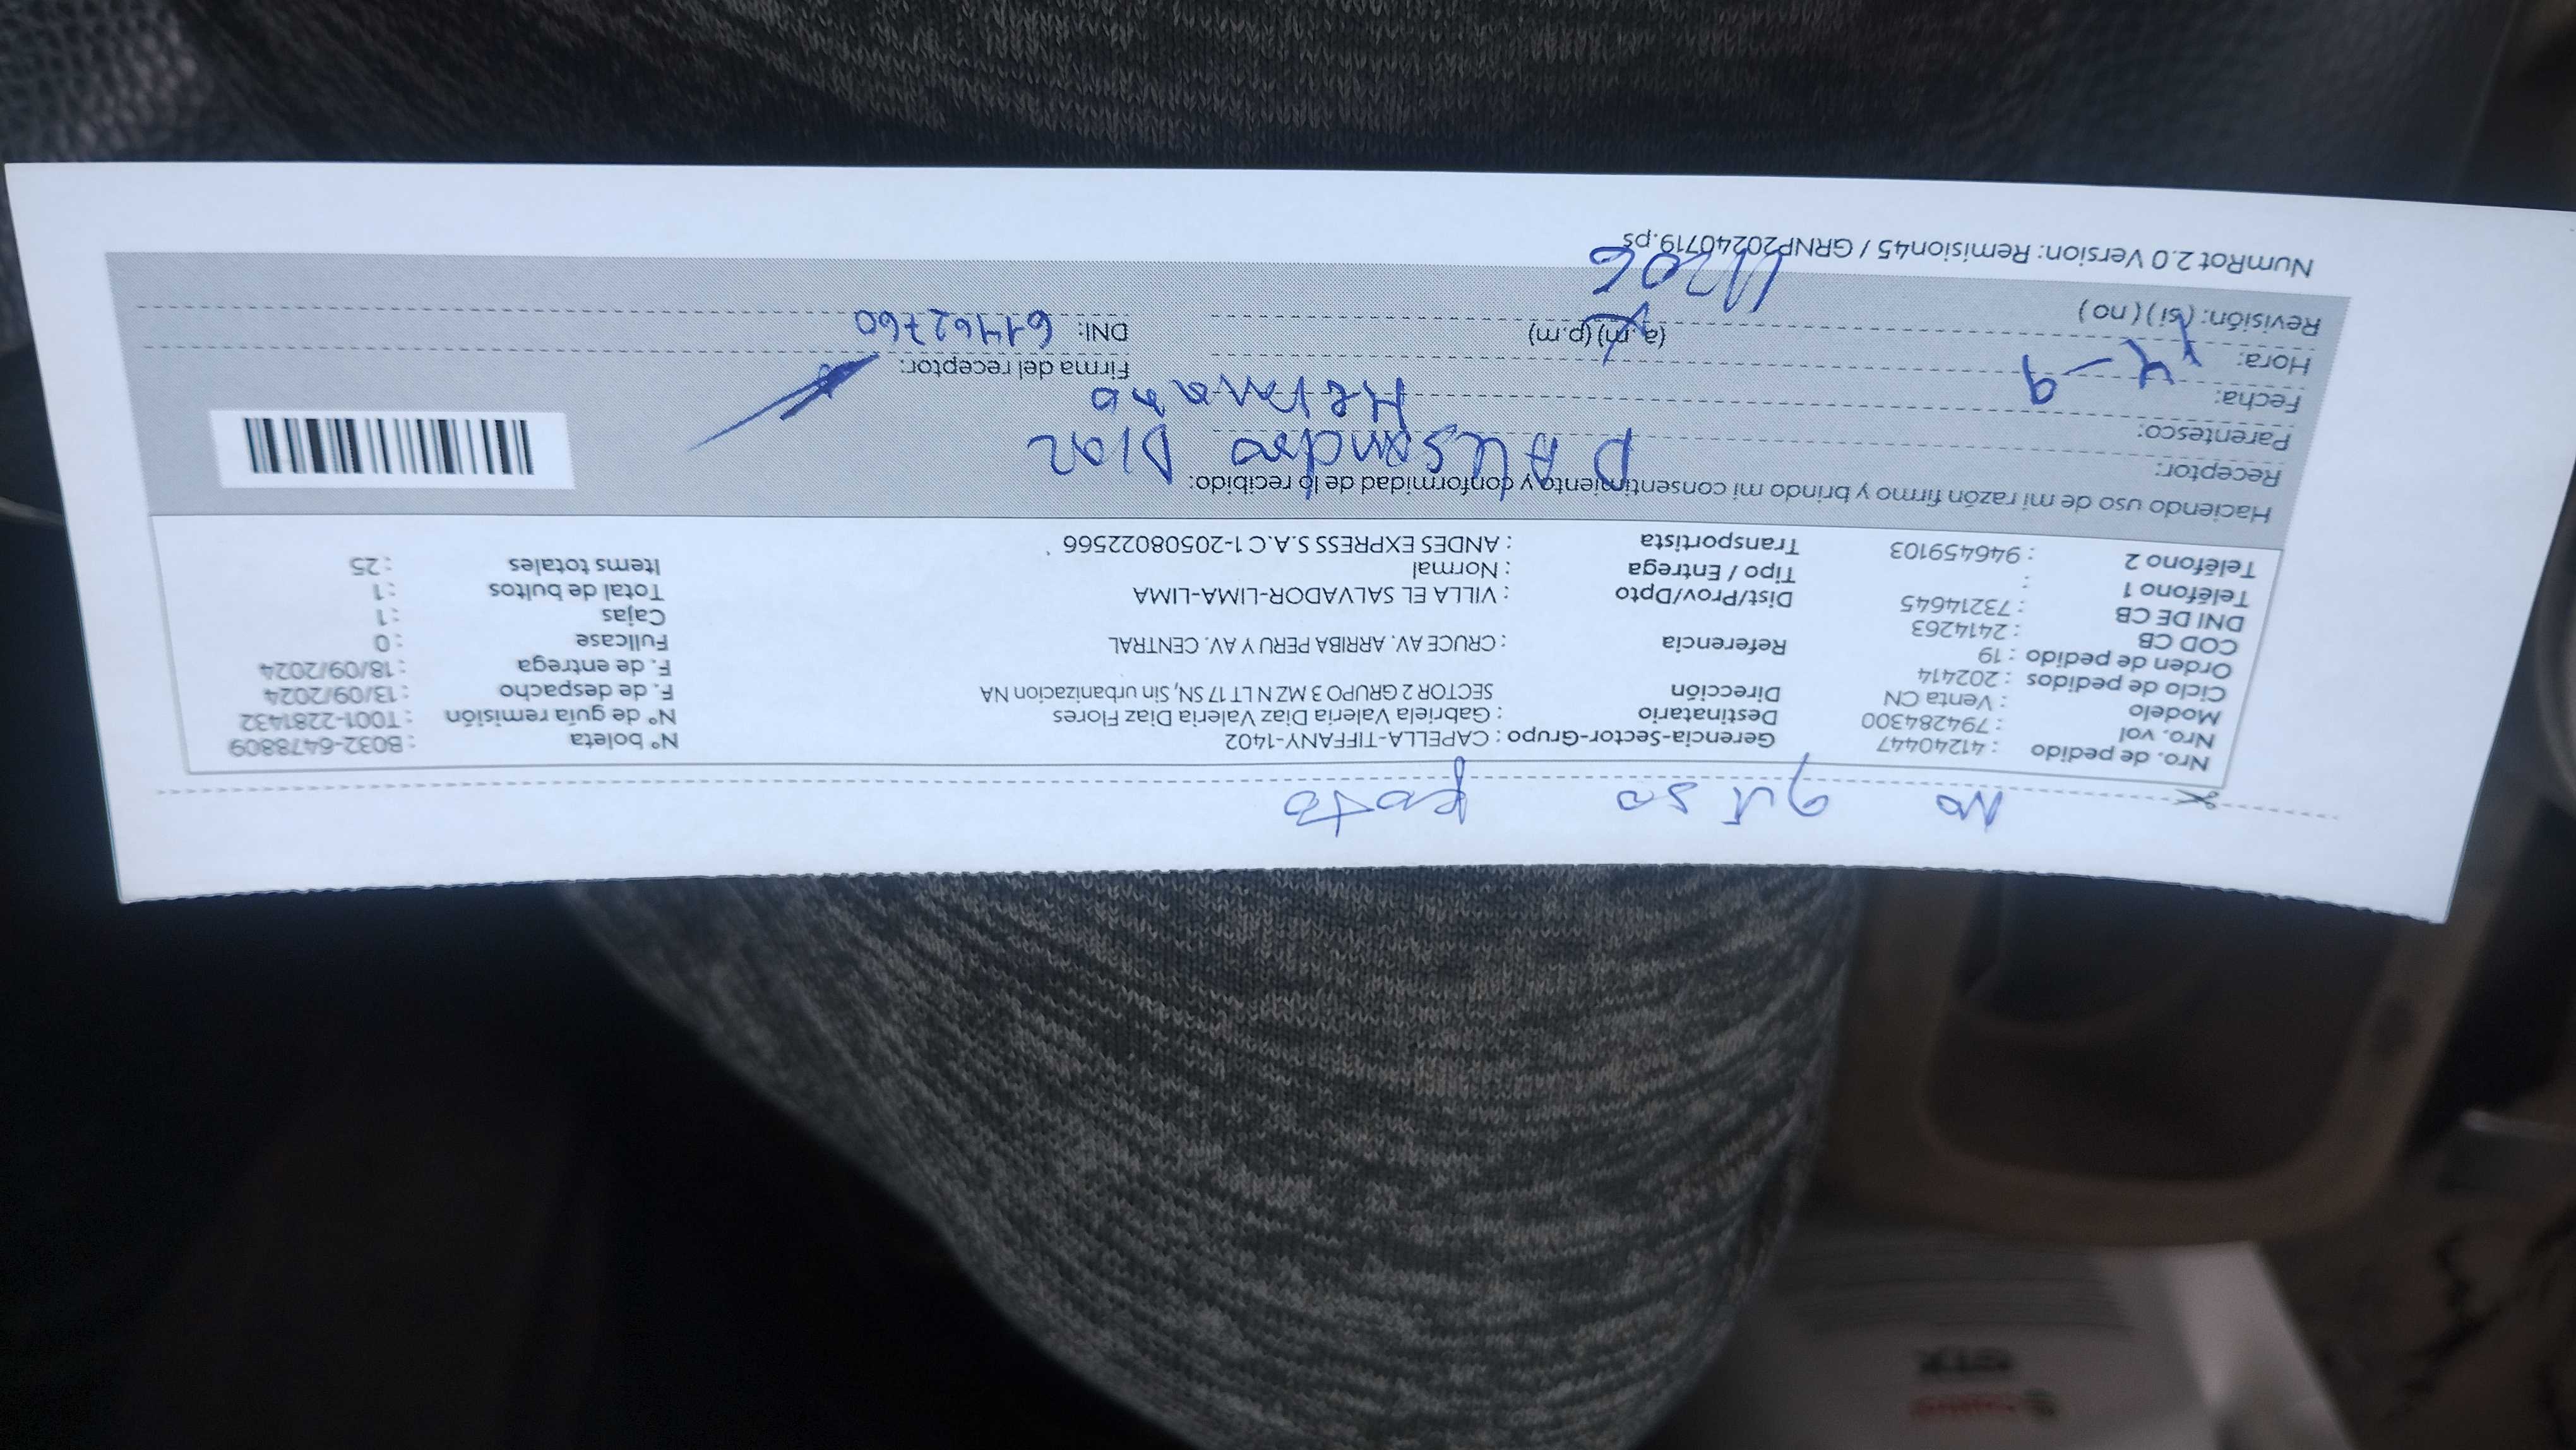 No quiso foto
Nro. de pedido : 41240447
Nro. vol : 794284300
Modelo : Venta CN
Ciclo de pedidos : 202414
Orden de pedido : 19
COD CB : 2414263
DNI DE CB : 73214645
Teléfono 1 :
Teléfono 2 : 946459103
Gerencia-Sector-Grupo : CAPELLA-TIFFANY-1402
Destinatario : Gabriela Valeria Diaz Valeria Diaz Flores
Dirección SECTOR 2 GRUPO 3 MZ N LT 17 SN, Sin urbanizacion NA
Referencia : CRUCE AV. ARRIBA PERU Y AV. CENTRAL
Dist/Prov/Dpto : VILLA EL SALVADOR-LIMA-LIMA
Tipo / Entrega : Normal
Transportista : ANDES EXPRESS S.A.C1-20508022566
N° boleta : B032-6478809
N° de guía remisión : T001-2281432
F. de despacho : 13/09/2024
F. de entrega : 18/09/2024
Fullcase : 0
Cajas : 1
Total de bultos : 1
Items totales : 25
Haciendo uso de mi razón firmo y brindo mi consentimiento y conformidad de lo recibido:
Receptor: Diaz
Parentesco: Hermano
Fecha:
Hora: (a.m) (p.m)
Revisión: (si) (no)
Firma del receptor:
DNI: 61462760
NumRot 2.0 Version: Remision45 / GRNP20240719.ps